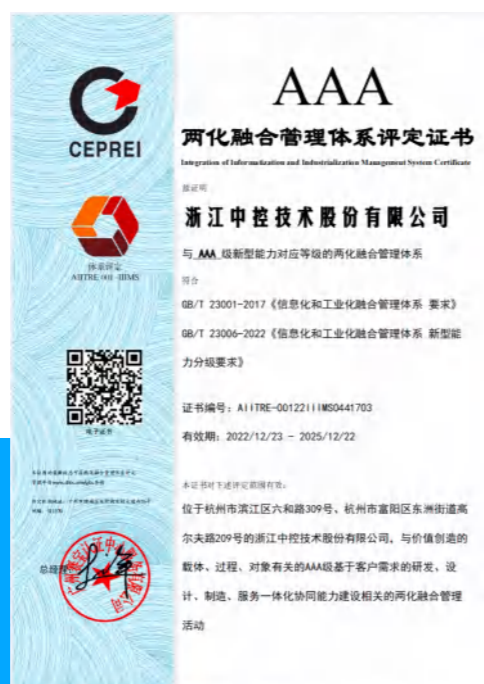 CEPREI
体系评定
AIITRE-001-IIIMS
电子证书
总经理
AAA
两化融合管理体系评定证书
Integration of Informatization and Industrialization Management System Certificate
兹证明
浙江中控技术股份有限公司
与 AAA 级新型能力对应等级的两化融合管理体系
符合
GB/T 23001-2017《信息化和工业化融合管理体系 要求》
GB/T 23006-2022《信息化和工业化融合管理体系 新型能
力分级要求》
证书编号：AIITRE-00122IIIMS0441703
有效期：2022/12/23 - 2025/12/22
本证书对下述评定范围有效：
位于杭州市滨江区六和路309号、杭州市富阳区东洲街道高
尔夫路209号的浙江中控技术股份有限公司，与价值创造的
载体、过程、对象有关的AAA级基于客户需求的研发、设
计、制造、服务一体化协同能力建设相关的两化融合管理
活动